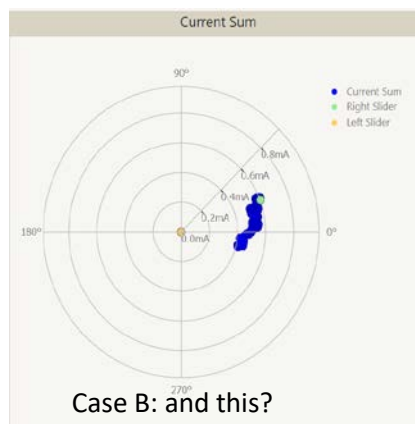 Current Sum
90°
Current Sum
Right Slider
Left Slider
0.8mA
0.6mA
0.4mA
0.2mA
180°
0.0mA
0°
270°
Case B: and this?